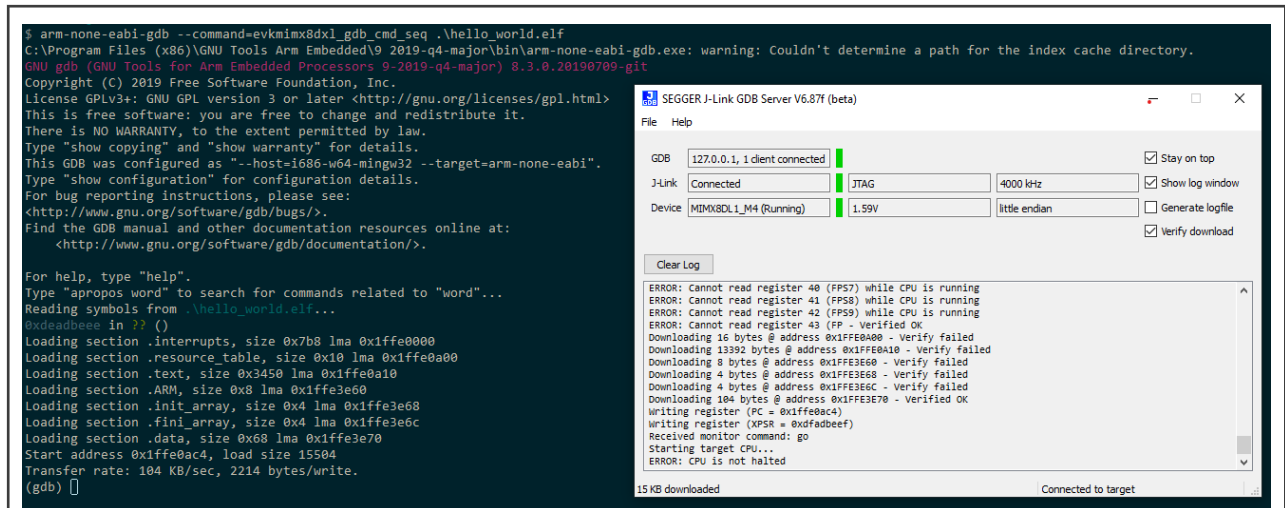 $ arm-none-eabi-gdb --command=evkmimx8dxl_gdb_cmd_seq .\hello_world.elf
C:\Program Files (x86)\GNU Tools Arm Embedded\9 2019-q4-major\bin\arm-none-eabi-gdb.exe: warning: Couldn't determine a path for the index cache directory.
GNU gdb (GNU Tools for Arm Embedded Processors 9-2019-q4-major) 8.3.0.20190709-git
Copyright (C) 2019 Free Software Foundation, Inc.
License GPLv3+: GNU GPL version 3 or later <http://gnu.org/licenses/gpl.html>
This is free software: you are free to change and redistribute it.
There is NO WARRANTY, to the extent permitted by law.
Type "show copying" and "show warranty" for details.
This GDB was configured as "--host=i686-w64-mingw32 --target=arm-none-eabi".
Type "show configuration" for configuration details.
For bug reporting instructions, please see:
<http://www.gnu.org/software/gdb/bugs/>.
Find the GDB manual and other documentation resources online at:
    <http://www.gnu.org/software/gdb/documentation/>.
For help, type "help".
Type "apropos word" to search for commands related to "word"...
Reading symbols from .\hello_world.elf...
0xdeadbeee in ?? ()
Loading section .interrupts, size 0x7b8 lma 0x1ffe0000
Loading section .resource_table, size 0x10 lma 0x1ffe0a00
Loading section .text, size 0x3450 lma 0x1ffe0a10
Loading section .ARM, size 0x8 lma 0x1ffe3e60
Loading section .init_array, size 0x4 lma 0x1ffe3e68
Loading section .fini_array, size 0x4 lma 0x1ffe3e6c
Loading section .data, size 0x68 lma 0x1ffe3e70
Start address 0x1ffe0ac4, load size 15504
Transfer rate: 104 KB/sec, 2214 bytes/write.
(gdb)
J GDB SEGGER J-Link GDB Server V6.87f (beta)
File Help
GDB 127.0.0.1, 1 client connected Stay on top
J-Link Connected JTAG 4000 kHz Show log window
Device MIMX8DL1_M4 (Running) 1.59V little endian Generate logfile
Verify download
Clear Log
ERROR: Cannot read register 40 (FPS7) while CPU is running
ERROR: Cannot read register 41 (FPS8) while CPU is running
ERROR: Cannot read register 42 (FPS9) while CPU is running
ERROR: Cannot read register 43 (FP - Verified OK
Downloading 16 bytes @ address 0x1FFE0A00 - Verify failed
Downloading 13392 bytes @ address 0x1FFE0A10 - Verify failed
Downloading 8 bytes @ address 0x1FFE3E60 - Verify failed
Downloading 4 bytes @ address 0x1FFE3E68 - Verify failed
Downloading 4 bytes @ address 0x1FFE3E6C - Verify failed
Downloading 104 bytes @ address 0x1FFE3E70 - Verified OK
Writing register (PC = 0x1ffe0ac4)
Writing register (XPSR = 0xdfadbeef)
Received monitor command: go
Starting target CPU...
ERROR: CPU is not halted
15 KB downloaded Connected to target